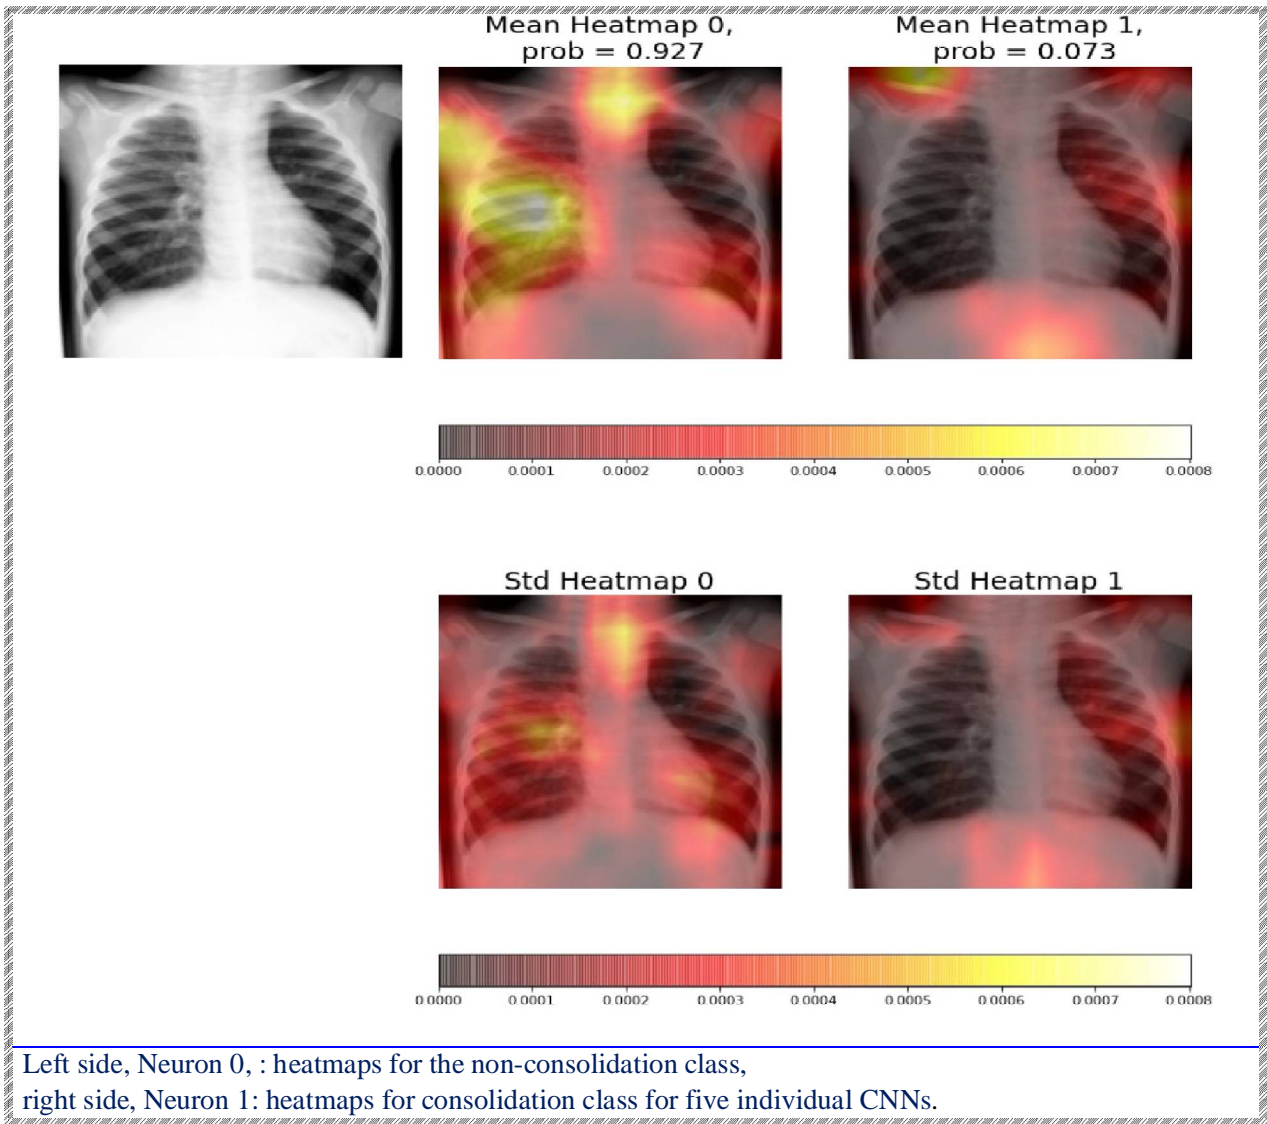 Mean Heatmap 0,
prob = 0.927
Mean Heatmap 1,
prob = 0.073
0.0000 0.0001 0.0002 0.0003 0.0004 0.0005 0.0006 0.0007 0.0008
Std Heatmap 0
Std Heatmap 1
0.0000 0.0001 0.0002 0.0003 0.0004 0.0005 0.0006 0.0007 0.0008
Left side, Neuron 0, : heatmaps for the non-consolidation class,
right side, Neuron 1: heatmaps for consolidation class for five individual CNNs.